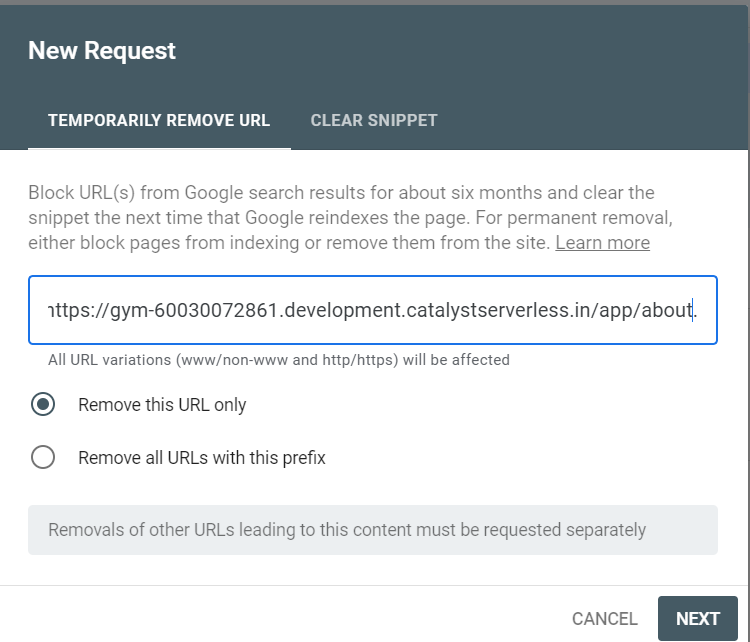 New Request
TEMPORARILY REMOVE URL CLEAR SNIPPET
Block URL(s) from Google search results for about six months and clear the
snippet the next time that Google reindexes the page. For permanent removal,
either block pages from indexing or remove them from the site. Learn more
https://gym-60030072861.development.catalystserverless.in/app/about.
All URL variations (www/non-www and http/https) will be affected
Remove this URL only
Remove all URLs with this prefix
Removals of other URLs leading to this content must be requested separately
CANCEL NEXT